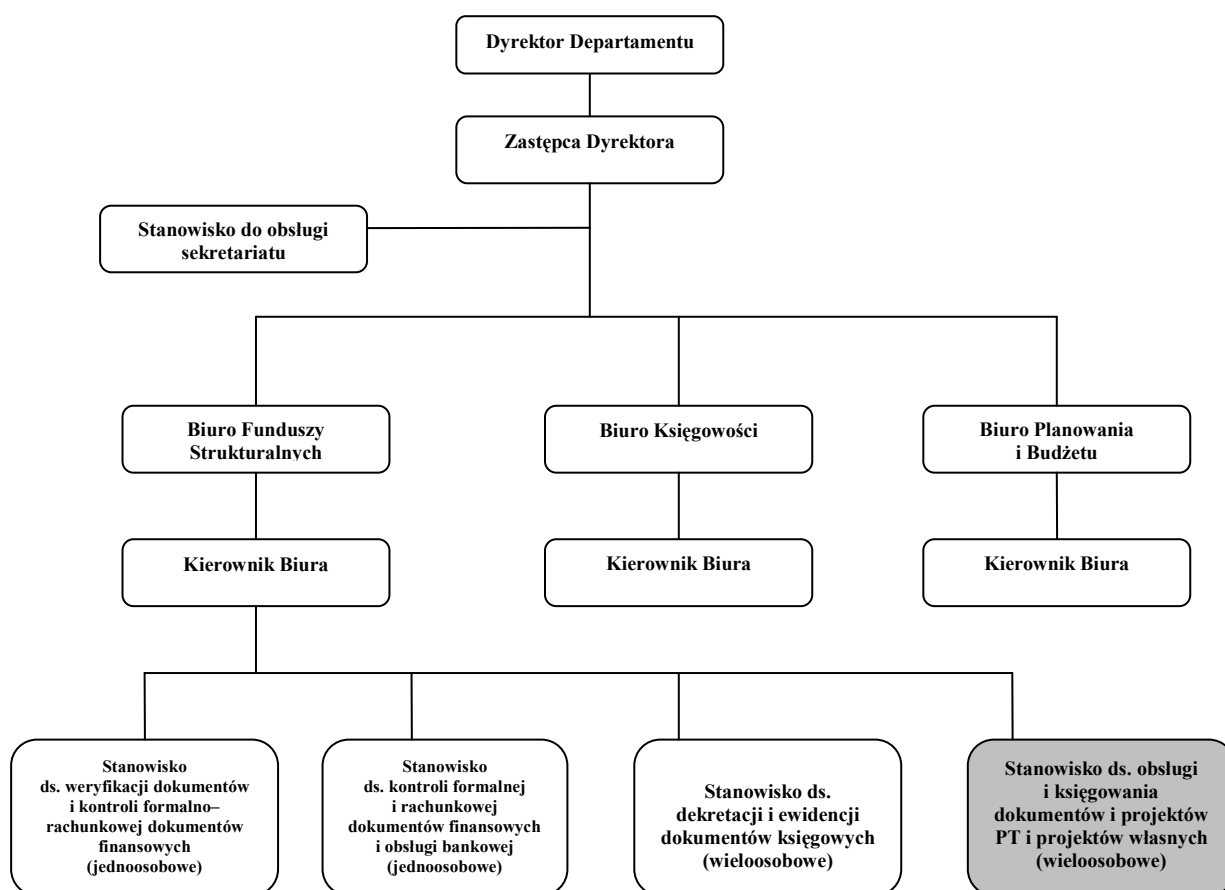 Dyrektor Departamentu
Zastępca Dyrektora
Stanowisko do obsługi
sekretariatu
Biuro Funduszy
Strukturalnych
Biuro Księgowości
Biuro Planowania
i Budżetu
Kierownik Biura
Kierownik Biura
Kierownik Biura
Stanowisko
ds. weryfikacji dokumentów
i kontroli formalno–
rachunkowej dokumentów
finansowych
(jednoosobowe)
Stanowisko
ds. kontroli formalnej
i rachunkowej
dokumentów finansowych
i obsługi bankowej
(jednoosobowe)
Stanowisko ds.
dekretacji i ewidencji
dokumentów księgowych
(wieloosobowe)
Stanowisko ds. obsługi
i księgowania
dokumentów i projektów
PT i projektów własnych
(wieloosobowe)